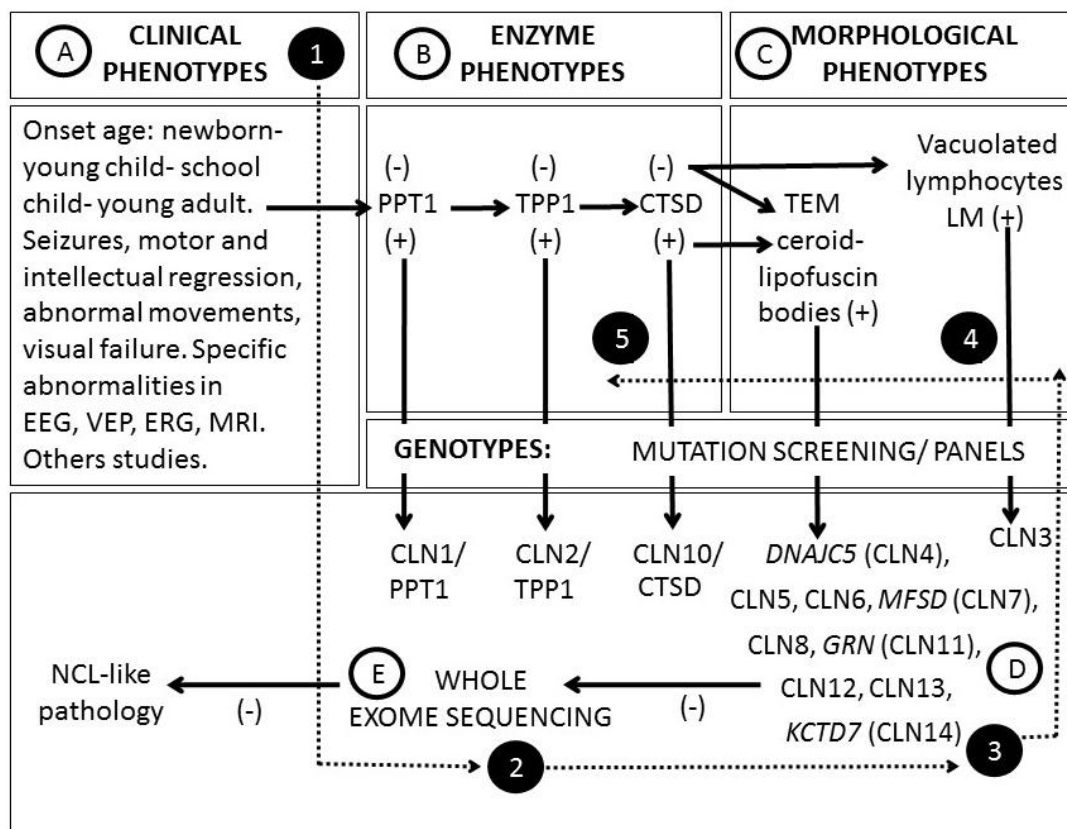 A
CLINICAL
PHENOTYPES
1
B
ENZYME
PHENOTYPES
C
MORPHOLOGICAL
PHENOTYPES
Onset age: newborn-
young child- school
child- young adult.
Seizures, motor and
intellectual regression,
abnormal movements,
visual failure. Specific
abnormalities in
EEG, VEP, ERG, MRI.
Others studies.
(-) (-) (-)
PPT1 TPP1 CTSD
(+) (+) (+)
5
TEM
ceroid-
lipofuscin
bodies (+)
Vacuolated
lymphocytes
LM (+)
4
GENOTYPES: MUTATION SCREENING/ PANELS
CLN1/
PPT1
CLN2/
TPP1
CLN10/
CTSD
DNAJC5 (CLN4),
CLN5, CLN6, MFSD (CLN7),
CLN8, GRN (CLN11),
CLN12, CLN13,
KCTD7 (CLN14)
CLN3
D
(-)
E
WHOLE
EXOME SEQUENCING
(-)
NCL-like
pathology
2
3